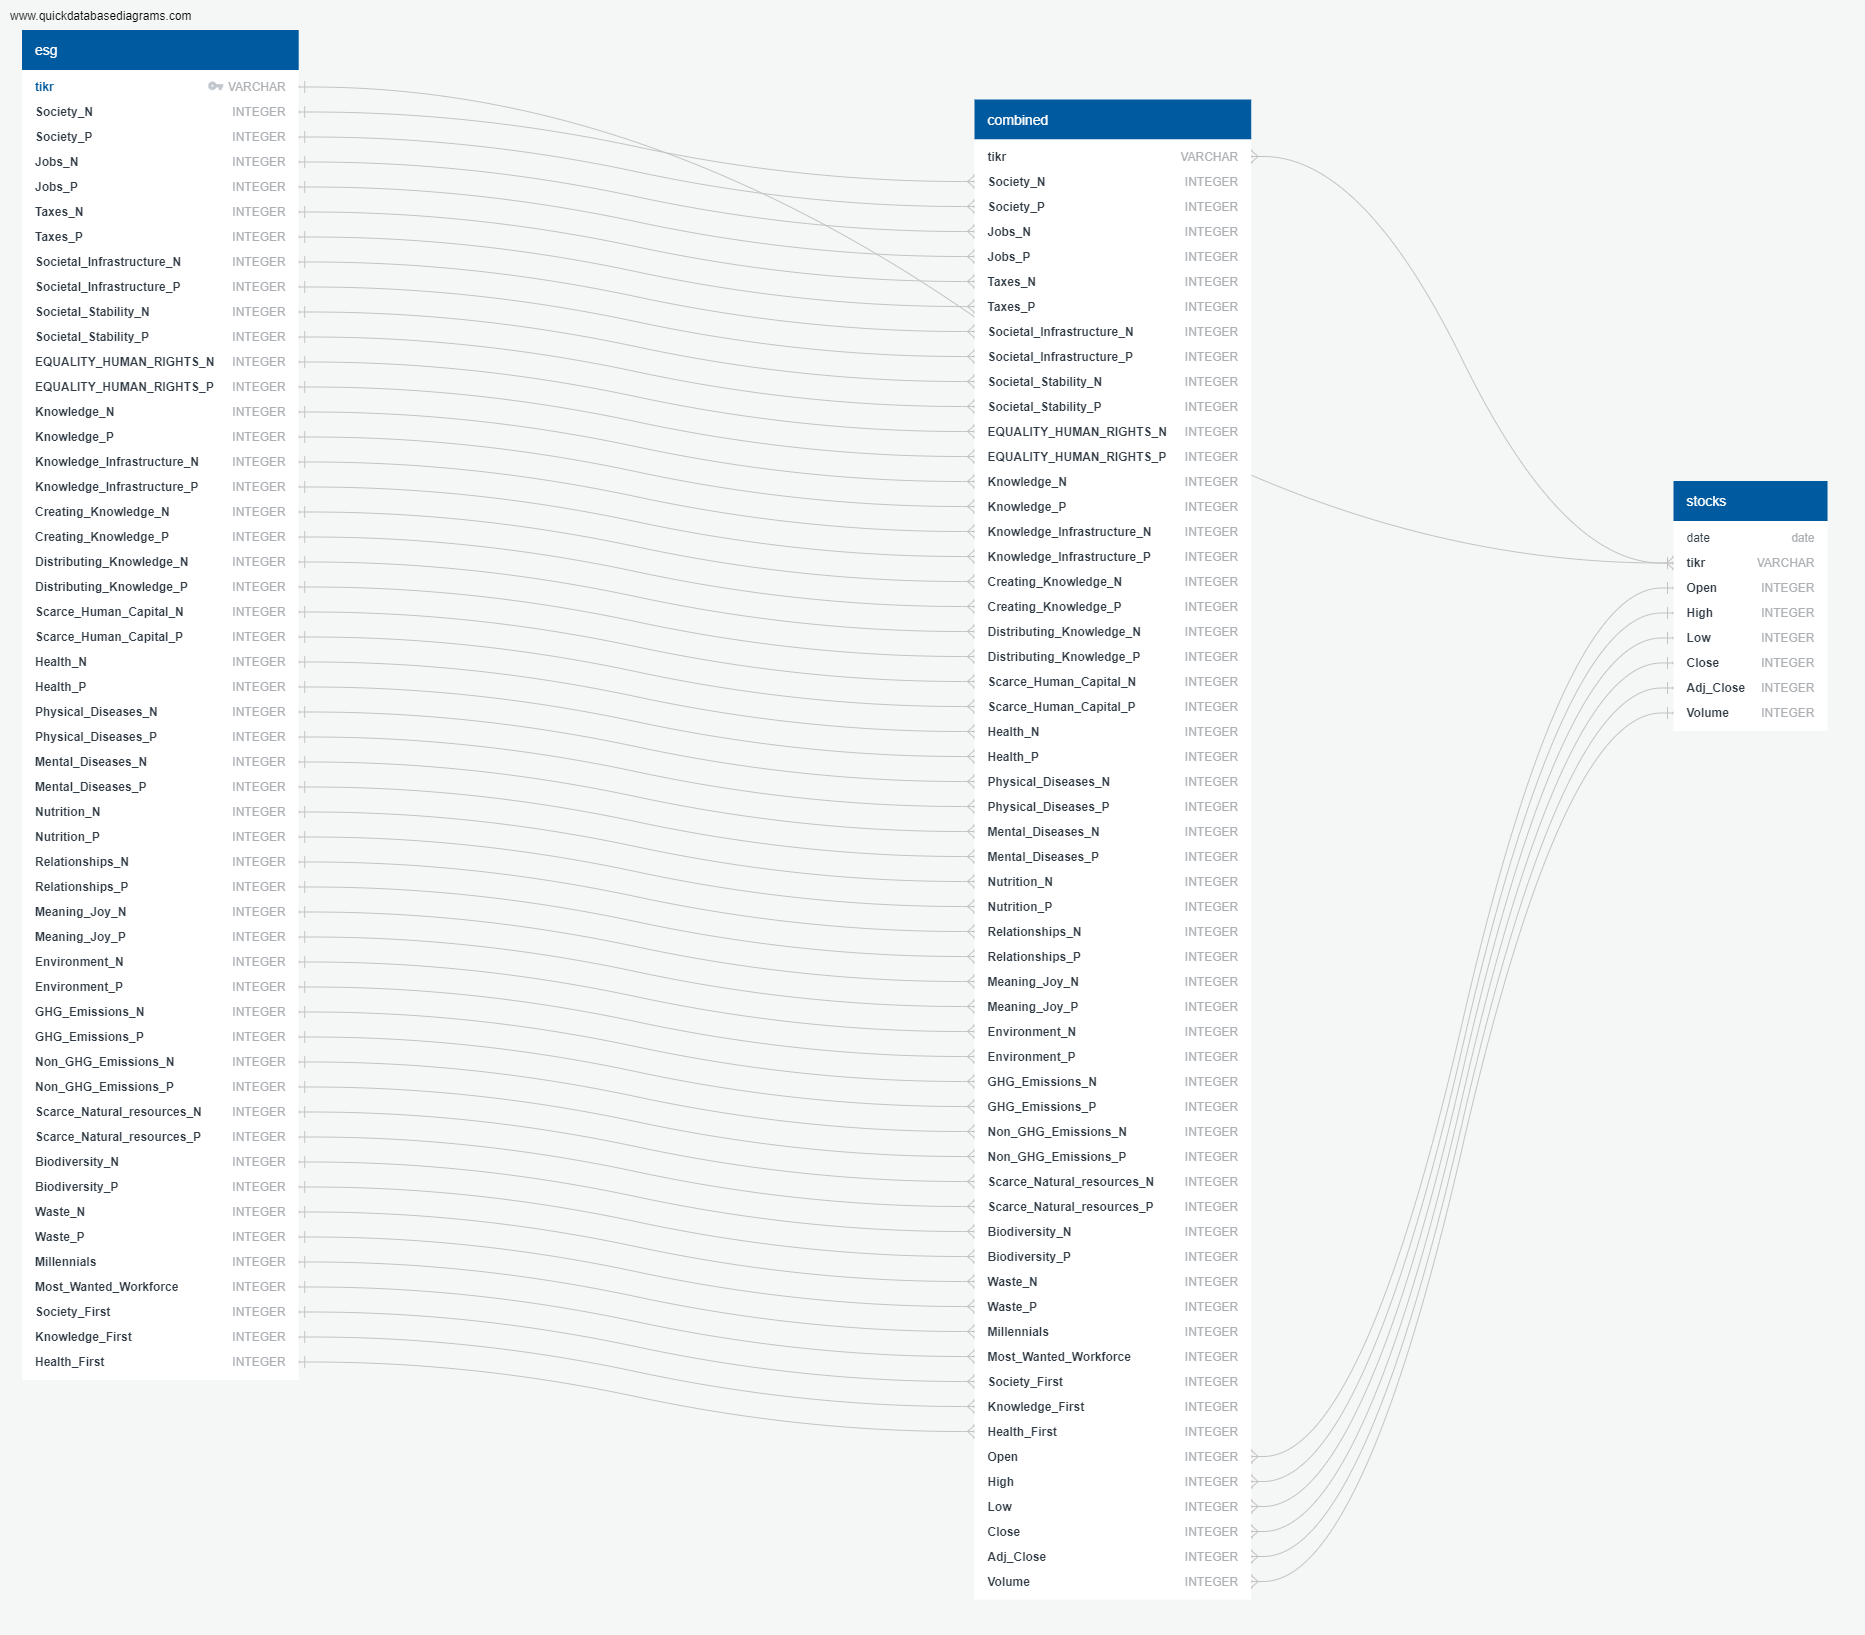 www.quickdatabasediagrams.com
esg
tikr VARCHAR
Society_N INTEGER
Society_P INTEGER
Jobs_N INTEGER
Jobs_P INTEGER
Taxes_N INTEGER
Taxes_P INTEGER
Societal_Infrastructure_N INTEGER
Societal_Infrastructure_P INTEGER
Societal_Stability_N INTEGER
Societal_Stability_P INTEGER
EQUALITY_HUMAN_RIGHTS_N INTEGER
EQUALITY_HUMAN_RIGHTS_P INTEGER
Knowledge_N INTEGER
Knowledge_P INTEGER
Knowledge_Infrastructure_N INTEGER
Knowledge_Infrastructure_P INTEGER
Creating_Knowledge_N INTEGER
Creating_Knowledge_P INTEGER
Distributing_Knowledge_N INTEGER
Distributing_Knowledge_P INTEGER
Scarce_Human_Capital_N INTEGER
Scarce_Human_Capital_P INTEGER
Health_N INTEGER
Health_P INTEGER
Physical_Diseases_N INTEGER
Physical_Diseases_P INTEGER
Mental_Diseases_N INTEGER
Mental_Diseases_P INTEGER
Nutrition_N INTEGER
Nutrition_P INTEGER
Relationships_N INTEGER
Relationships_P INTEGER
Meaning_Joy_N INTEGER
Meaning_Joy_P INTEGER
Environment_N INTEGER
Environment_P INTEGER
GHG_Emissions_N INTEGER
GHG_Emissions_P INTEGER
Non_GHG_Emissions_N INTEGER
Non_GHG_Emissions_P INTEGER
Scarce_Natural_resources_N INTEGER
Scarce_Natural_resources_P INTEGER
Biodiversity_N INTEGER
Biodiversity_P INTEGER
Waste_N INTEGER
Waste_P INTEGER
Millennials INTEGER
Most_Wanted_Workforce INTEGER
Society_First INTEGER
Knowledge_First INTEGER
Health_First INTEGER
combined
tikr VARCHAR
Society_N INTEGER
Society_P INTEGER
Jobs_N INTEGER
Jobs_P INTEGER
Taxes_N INTEGER
Taxes_P INTEGER
Societal_Infrastructure_N INTEGER
Societal_Infrastructure_P INTEGER
Societal_Stability_N INTEGER
Societal_Stability_P INTEGER
EQUALITY_HUMAN_RIGHTS_N INTEGER
EQUALITY_HUMAN_RIGHTS_P INTEGER
Knowledge_N INTEGER
Knowledge_P INTEGER
Knowledge_Infrastructure_N INTEGER
Knowledge_Infrastructure_P INTEGER
Creating_Knowledge_N INTEGER
Creating_Knowledge_P INTEGER
Distributing_Knowledge_N INTEGER
Distributing_Knowledge_P INTEGER
Scarce_Human_Capital_N INTEGER
Scarce_Human_Capital_P INTEGER
Health_N INTEGER
Health_P INTEGER
Physical_Diseases_N INTEGER
Physical_Diseases_P INTEGER
Mental_Diseases_N INTEGER
Mental_Diseases_P INTEGER
Nutrition_N INTEGER
Nutrition_P INTEGER
Relationships_N INTEGER
Relationships_P INTEGER
Meaning_Joy_N INTEGER
Meaning_Joy_P INTEGER
Environment_N INTEGER
Environment_P INTEGER
GHG_Emissions_N INTEGER
GHG_Emissions_P INTEGER
Non_GHG_Emissions_N INTEGER
Non_GHG_Emissions_P INTEGER
Scarce_Natural_resources_N INTEGER
Scarce_Natural_resources_P INTEGER
Biodiversity_N INTEGER
Biodiversity_P INTEGER
Waste_N INTEGER
Waste_P INTEGER
Millennials INTEGER
Most_Wanted_Workforce INTEGER
Society_First INTEGER
Knowledge_First INTEGER
Health_First INTEGER
Open INTEGER
High INTEGER
Low INTEGER
Close INTEGER
Adj_Close INTEGER
Volume INTEGER
stocks
date date
tikr VARCHAR
Open INTEGER
High INTEGER
Low INTEGER
Close INTEGER
Adj_Close INTEGER
Volume INTEGER